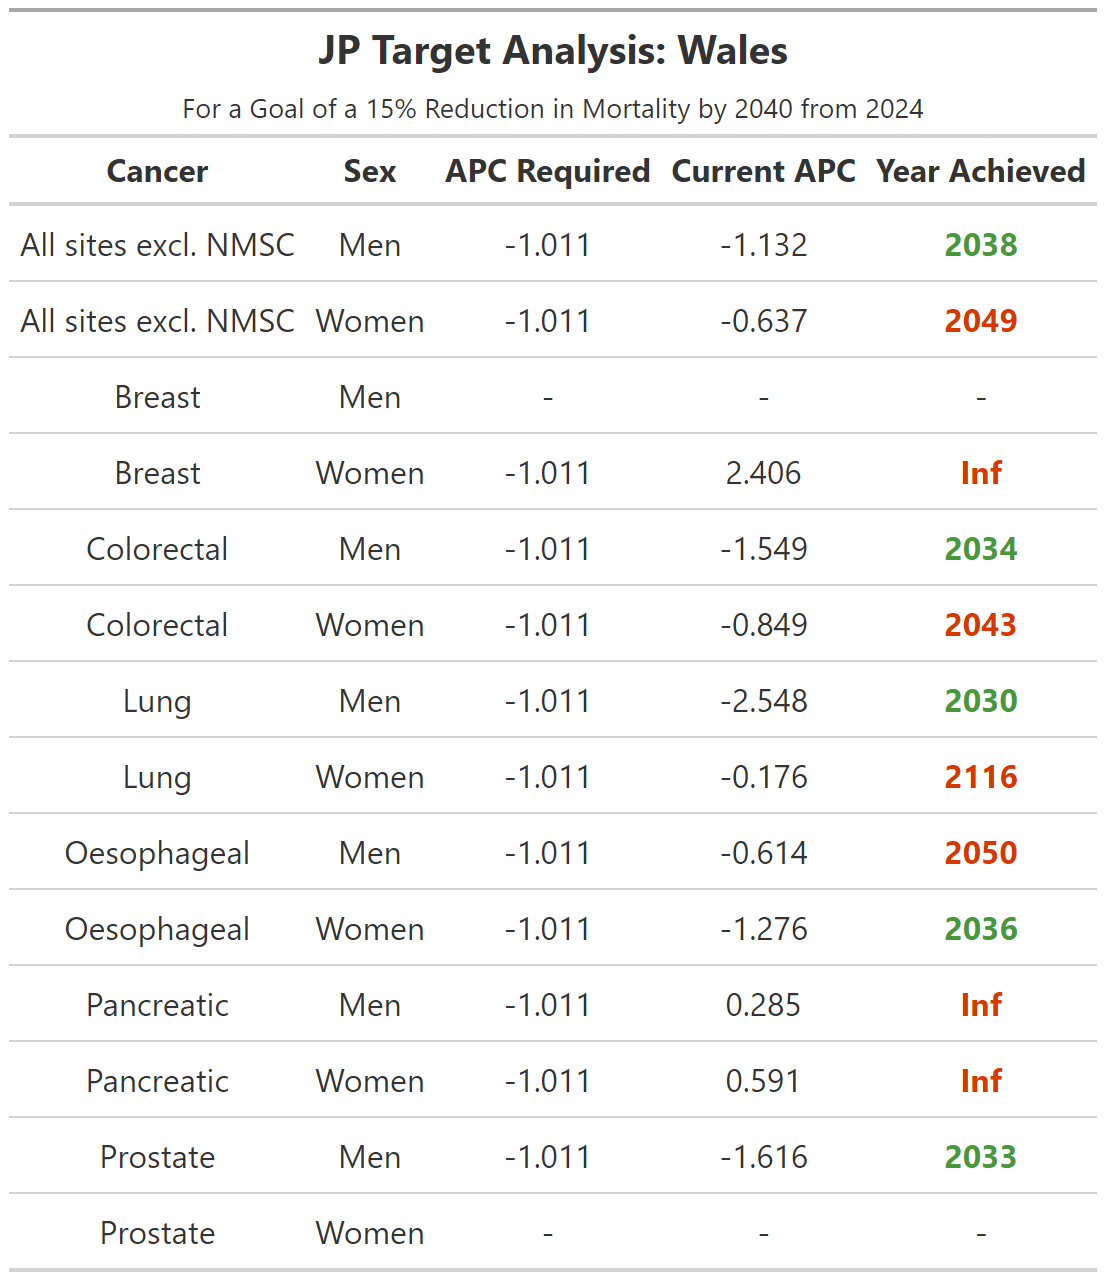 JP Target Analysis: Wales
For a Goal of a 15% Reduction in Mortality by 2040 from 2024
Cancer Sex APC Required Current APC Year Achieved
All sites excl. NMSC Men -1.011 -1.132 2038
All sites excl. NMSC Women -1.011 -0.637 2049
Breast Men - - -
Breast Women -1.011 2.406 Inf
Colorectal Men -1.011 -1.549 2034
Colorectal Women -1.011 -0.849 2043
Lung Men -1.011 -2.548 2030
Lung Women -1.011 -0.176 2116
Oesophageal Men -1.011 -0.614 2050
Oesophageal Women -1.011 -1.276 2036
Pancreatic Men -1.011 0.285 Inf
Pancreatic Women -1.011 0.591 Inf
Prostate Men -1.011 -1.616 2033
Prostate Women - - -